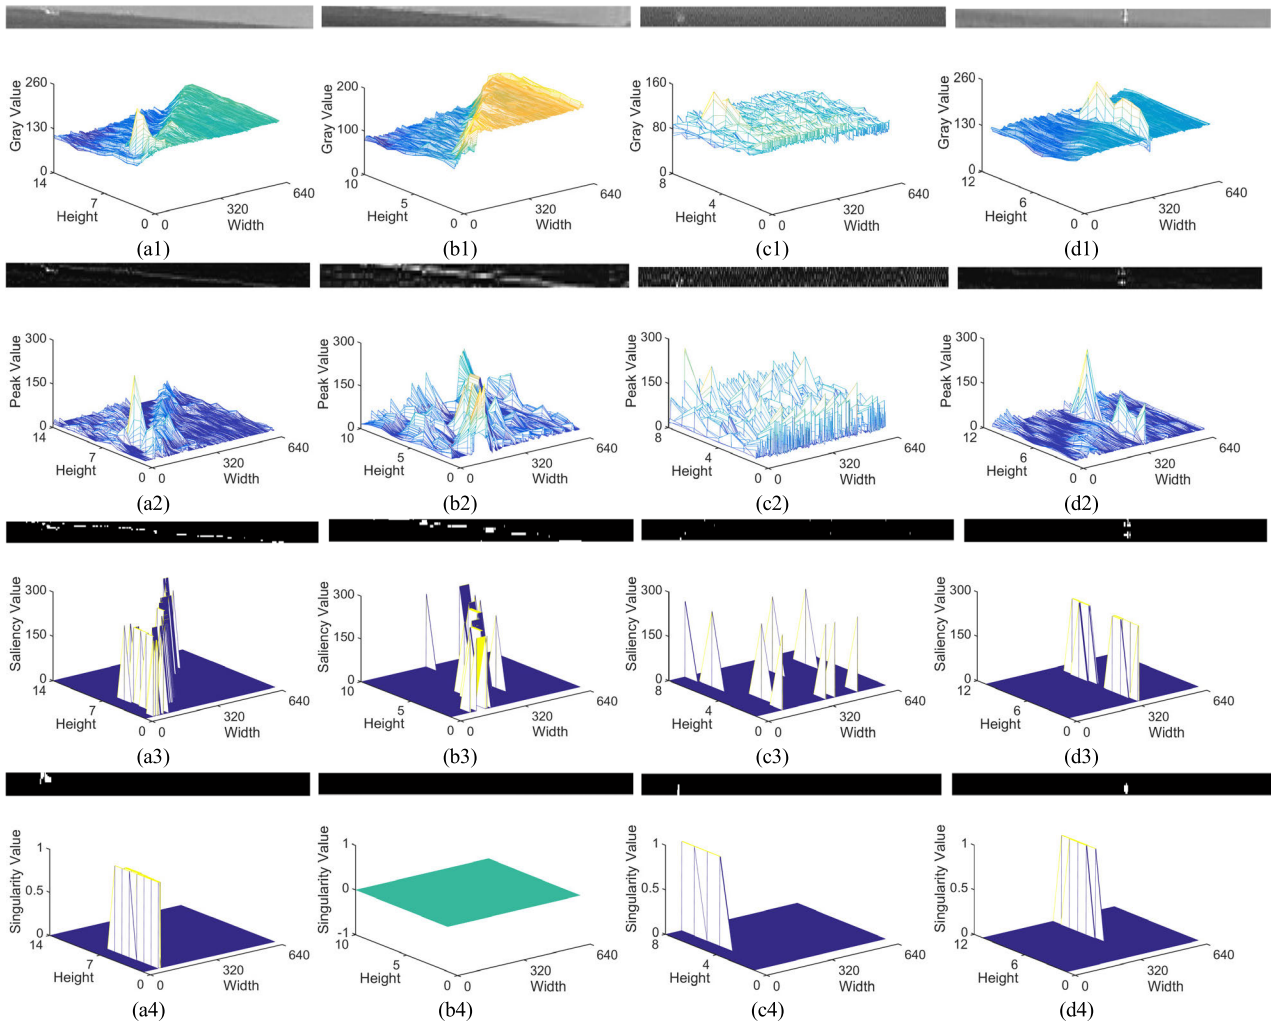 Gray Value
260
130
0
14
7
0
Height
0
320
640
Width
(a1)
Gray Value
200
100
0
10
5
0
Height
0
320
640
Width
(b1)
Gray Value
160
80
0
8
4
0
Height
0
320
640
Width
(c1)
Gray Value
260
130
0
12
6
0
Height
0
320
640
Width
(d1)
Peak Value
300
150
0
14
7
0
Height
0
320
640
Width
(a2)
Peak Value
300
150
0
10
5
0
Height
0
320
640
Width
(b2)
Peak Value
300
150
0
8
4
0
Height
0
320
640
Width
(c2)
Peak Value
300
150
0
12
6
0
Height
0
320
640
Width
(d2)
Saliency Value
300
150
0
14
7
0
Height
0
320
640
Width
(a3)
Saliency Value
300
150
0
10
5
0
Height
0
320
640
Width
(b3)
Saliency Value
300
150
0
8
4
0
Height
0
320
640
Width
(c3)
Saliency Value
300
150
0
12
6
0
Height
0
320
640
Width
(d3)
Singularity Value
1
0.5
0
14
7
0
Height
0
320
640
Width
(a4)
Singularity Value
1
0
-1
10
5
0
Height
0
320
640
Width
(b4)
Singularity Value
1
0.5
0
8
4
0
Height
0
320
640
Width
(c4)
Singularity Value
1
0.5
0
12
6
0
Height
0
320
640
Width
(d4)